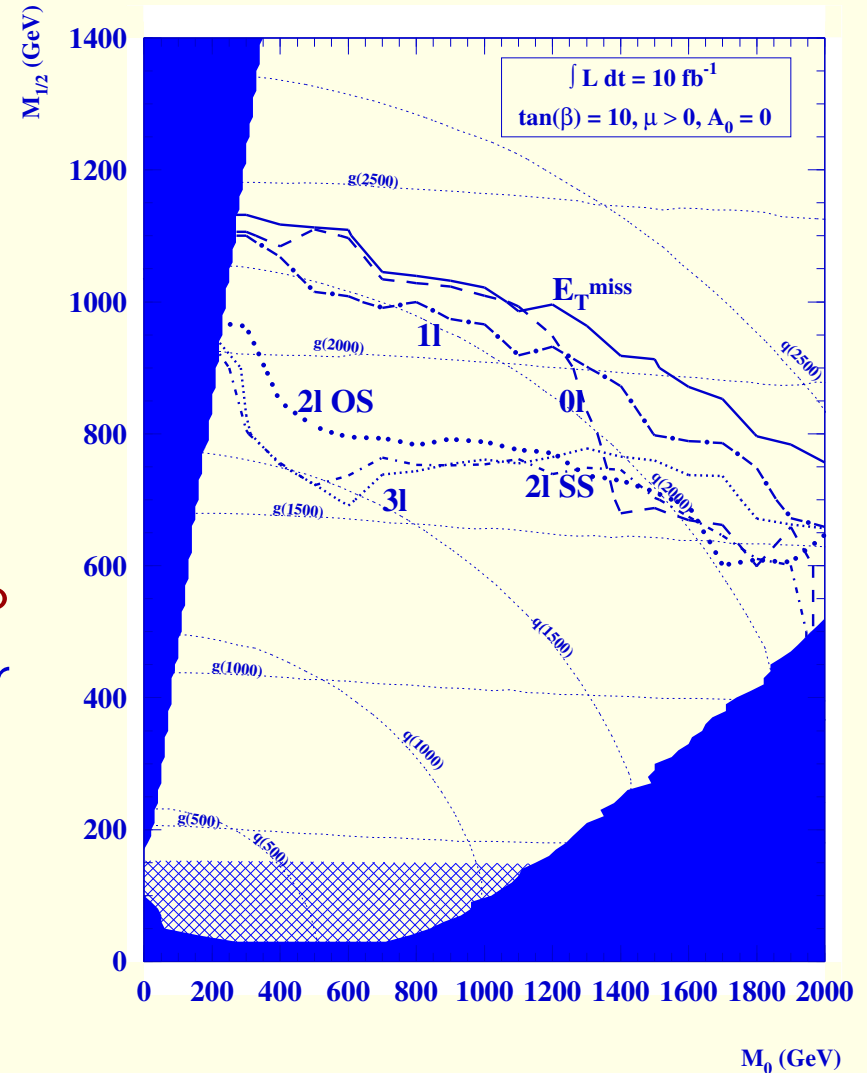 M1/2 (GeV)
1400
1200
1000
800
600
400
200
0
∫ L dt = 10 fb-1
tan(β) = 10, μ > 0, A0 = 0
g(2500)
ETmiss
1l
g(2000)
q(2500)
2l OS
0l
2l SS
q(2000)
3l
g(1500)
q(1500)
g(1000)
q(1000)
g(500)
q(500)
0 200 400 600 800 1000 1200 1400 1600 1800 2000
M0 (GeV)